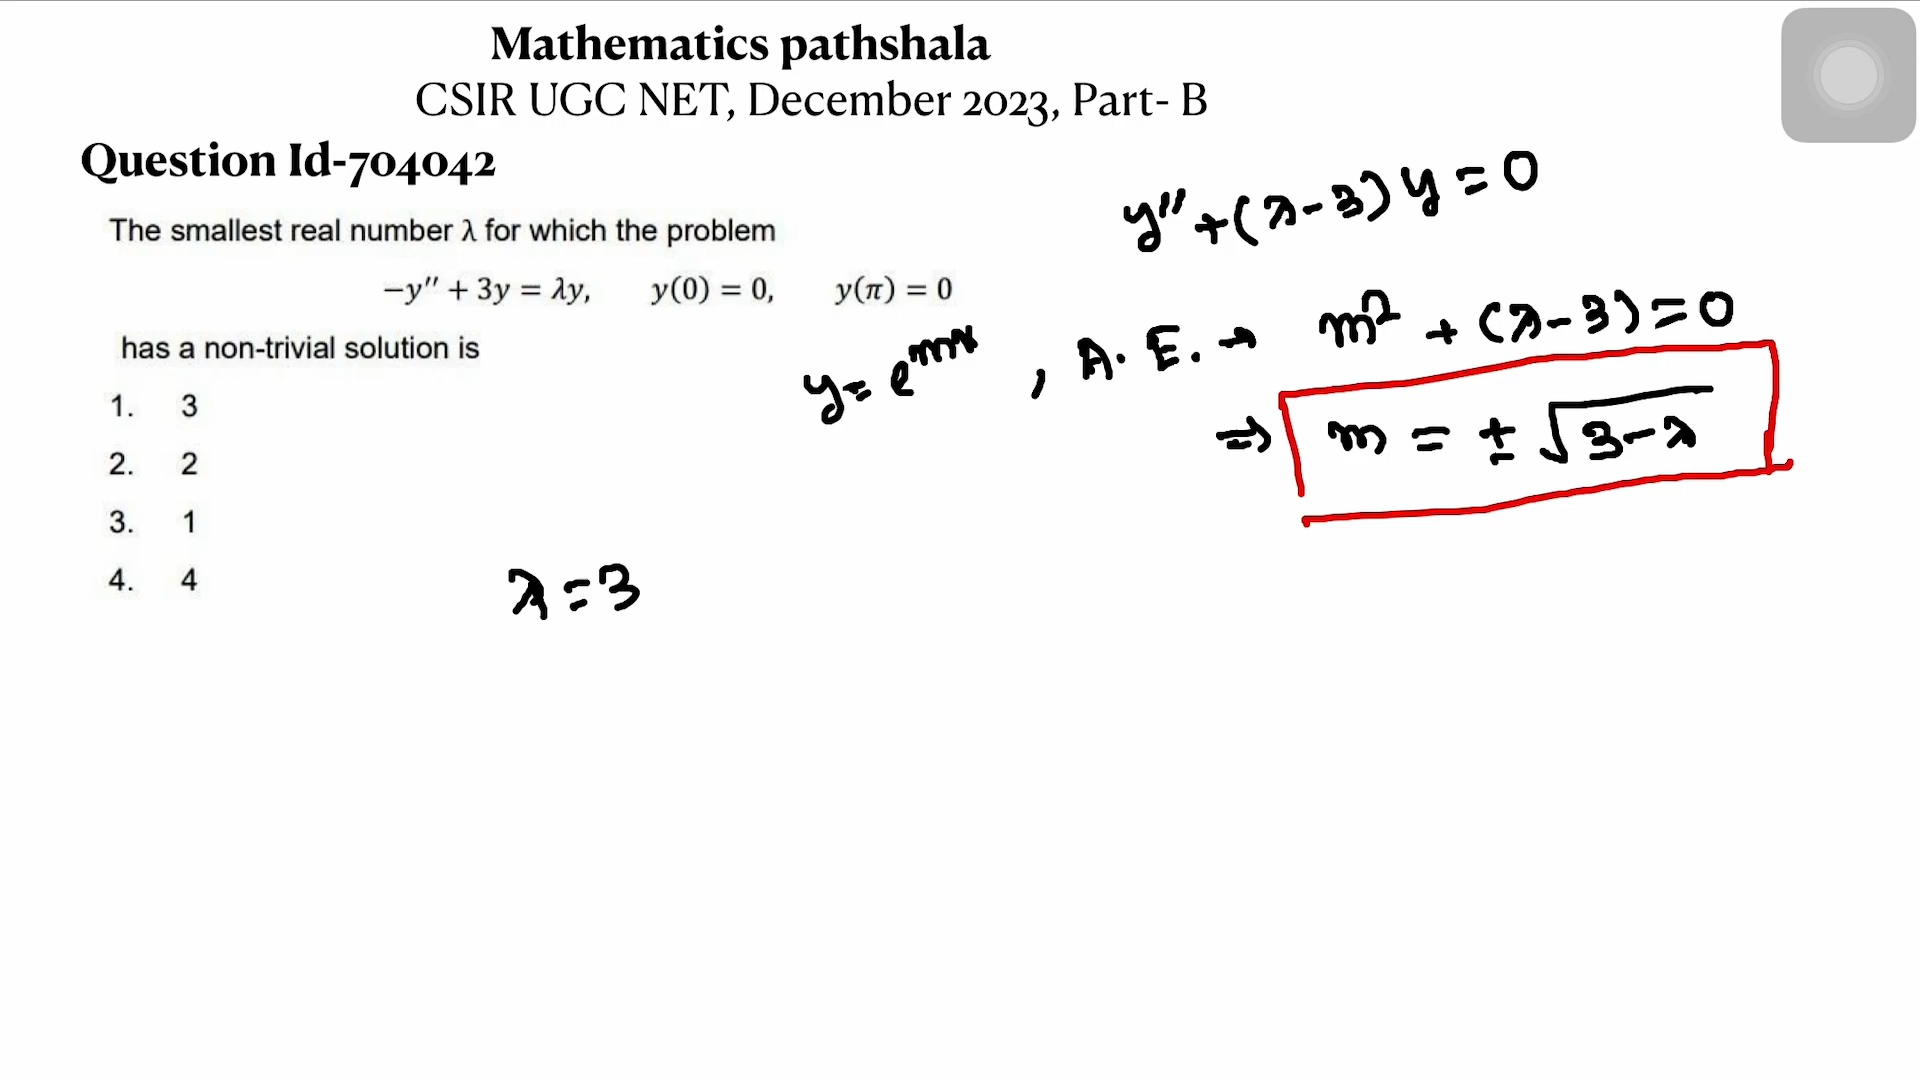 Mathematics pathshala
CSIR UGC NET, December 2023, Part- B
Question Id-704042
The smallest real number λ for which the problem
−y′′ + 3y = λy, y(0) = 0, y(π) = 0
has a non-trivial solution is
1. 3
2. 2
3. 1
4. 4
y'' + (λ-3) y = 0
y = e^{mx} , A. E. → m² + (λ-3) = 0
⇒ m = ± √(3-λ)
λ = 3